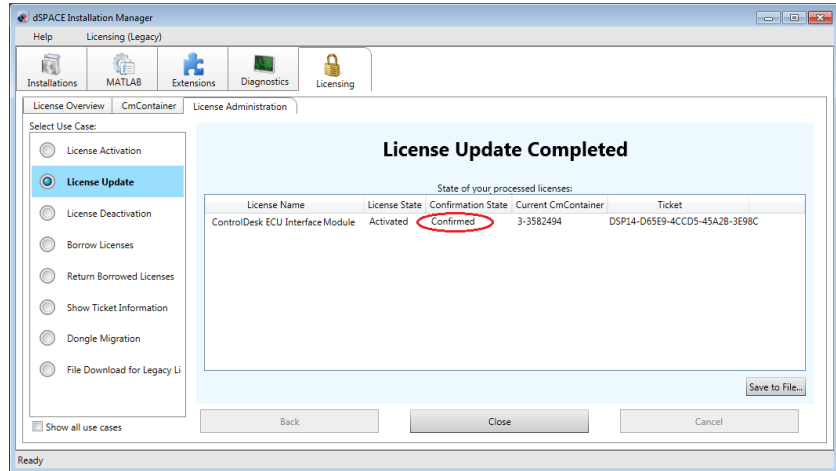 dSPACE Installation Manager
Help Licensing (Legacy)
Installations MATLAB Extensions Diagnostics Licensing
License Overview CmContainer License Administration
Select Use Case:
License Activation
License Update
License Deactivation
Borrow Licenses
Return Borrowed Licenses
Show Ticket Information
Dongle Migration
File Download for Legacy Li
Show all use cases
License Update Completed
State of your processed licenses:
License Name License State Confirmation State Current CmContainer Ticket
ControlDesk ECU Interface Module Activated Confirmed 3-3582494 DSP14-D65E9-4CCD5-45A2B-3E98C
Save to File...
Back Close Cancel
Ready